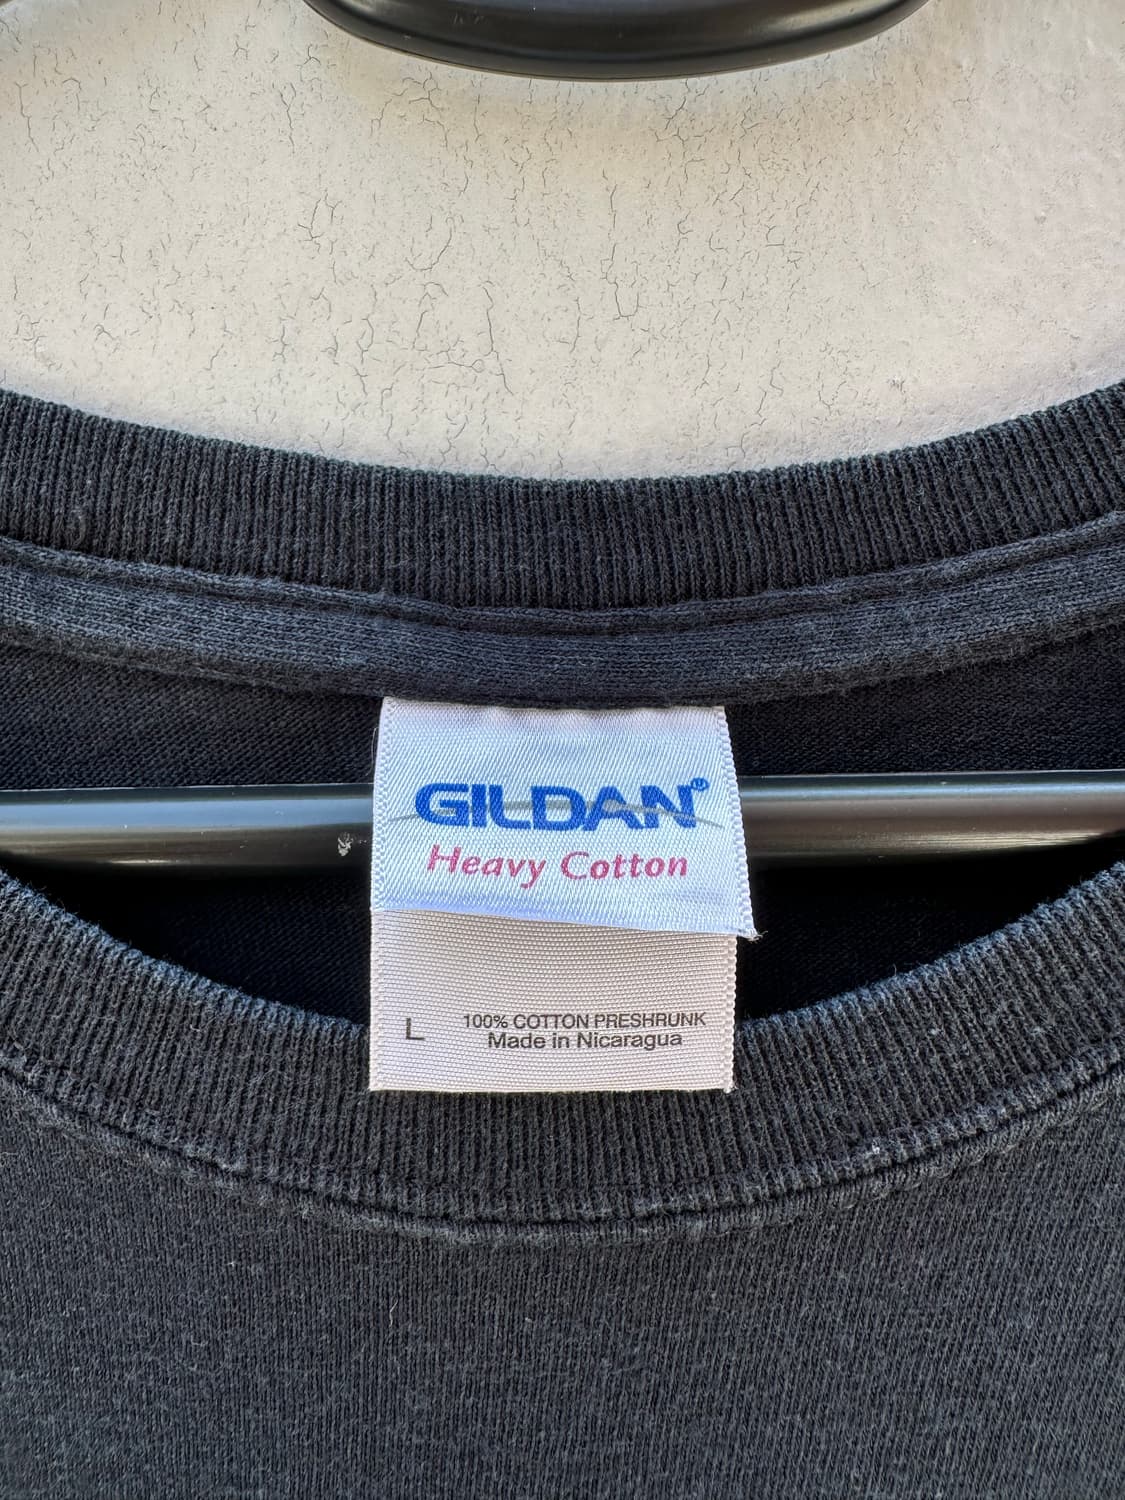 GILDAN®
Heavy Cotton
L 100% COTTON PRESHRUNK
Made in Nicaragua